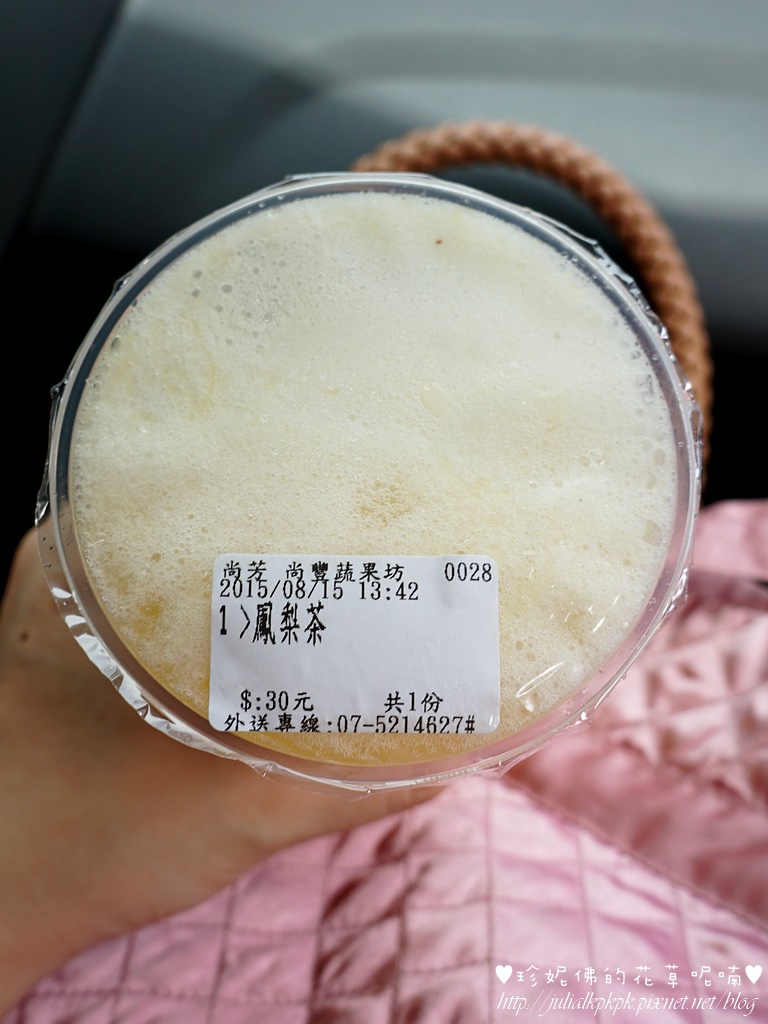 尚芳 尚豐蔬果坊 0028
2015/08/15 13:42
1>鳳梨茶
$:30元 共1份
外送專線:07-5214627#
♥珍妮佛的花草呢喃♥
http://julialkpkpk.pixnet.net/blog